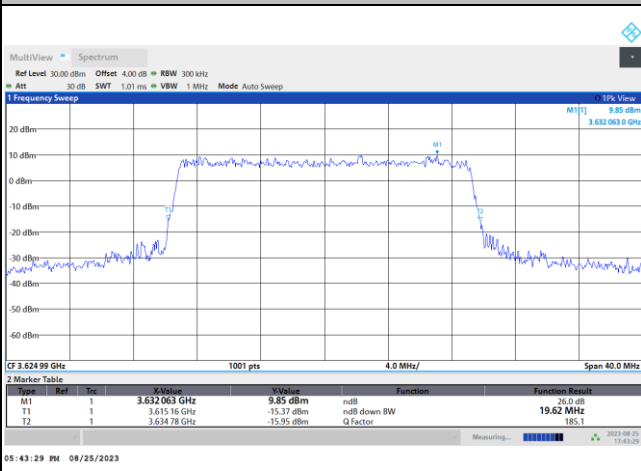 MultiView Spectrum
Ref Level 30.00 dBm Offset 4.00 dB RBW 300 kHz
Att 30 dB SWT 1.01 ms VBW 1 MHz Mode Auto Sweep
1 Frequency Sweep 1Pk View
M1[1] 9.85 dBm
3.632 063 0 GHz
20 dBm
M1
10 dBm
0 dBm
-10 dBm
T1
T2
-20 dBm
-30 dBm
-40 dBm
-50 dBm
-60 dBm
CF 3.624 99 GHz 1001 pts 4.0 MHz/ Span 40.0 MHz
2 Marker Table
Type Ref Trc X-Value Y-Value Function Function Result
M1 1 3.632 063 GHz 9.85 dBm ndB 26.0 dB
T1 1 3.615 16 GHz -15.37 dBm ndB down BW 19.62 MHz
T2 1 3.634 78 GHz -15.95 dBm Q Factor 185.1
Measuring... 2023-08-25
17:43:29
05:43:29 PM 08/25/2023